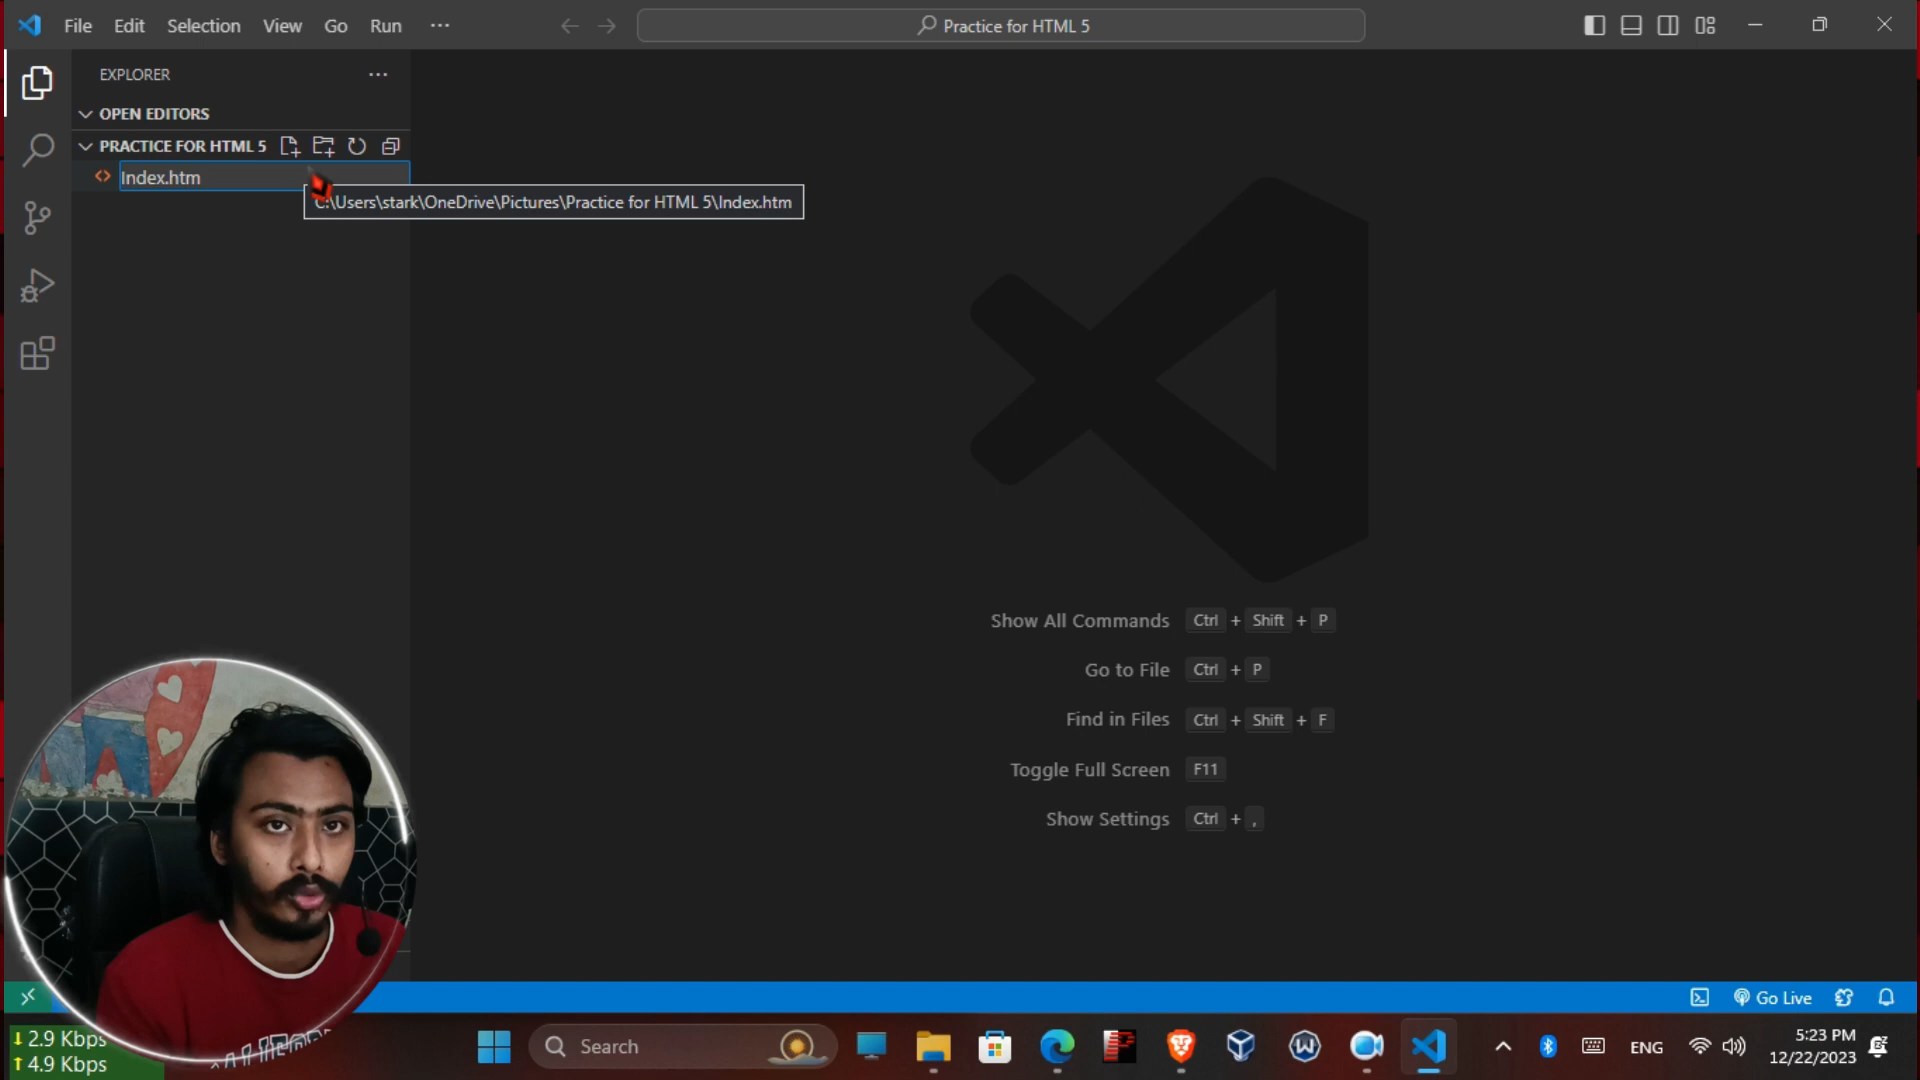 File Edit Selection View Go Run ···
Practice for HTML 5
EXPLORER
OPEN EDITORS
PRACTICE FOR HTML 5
Index.htm
C:\Users\stark\OneDrive\Pictures\Practice for HTML 5\Index.htm
Show All Commands Ctrl + Shift + P
Go to File Ctrl + P
Find in Files Ctrl + Shift + F
Toggle Full Screen F11
Show Settings Ctrl + ,
Go Live
2.9 Kbps
4.9 Kbps
Search
ENG
5:23 PM
12/22/2023